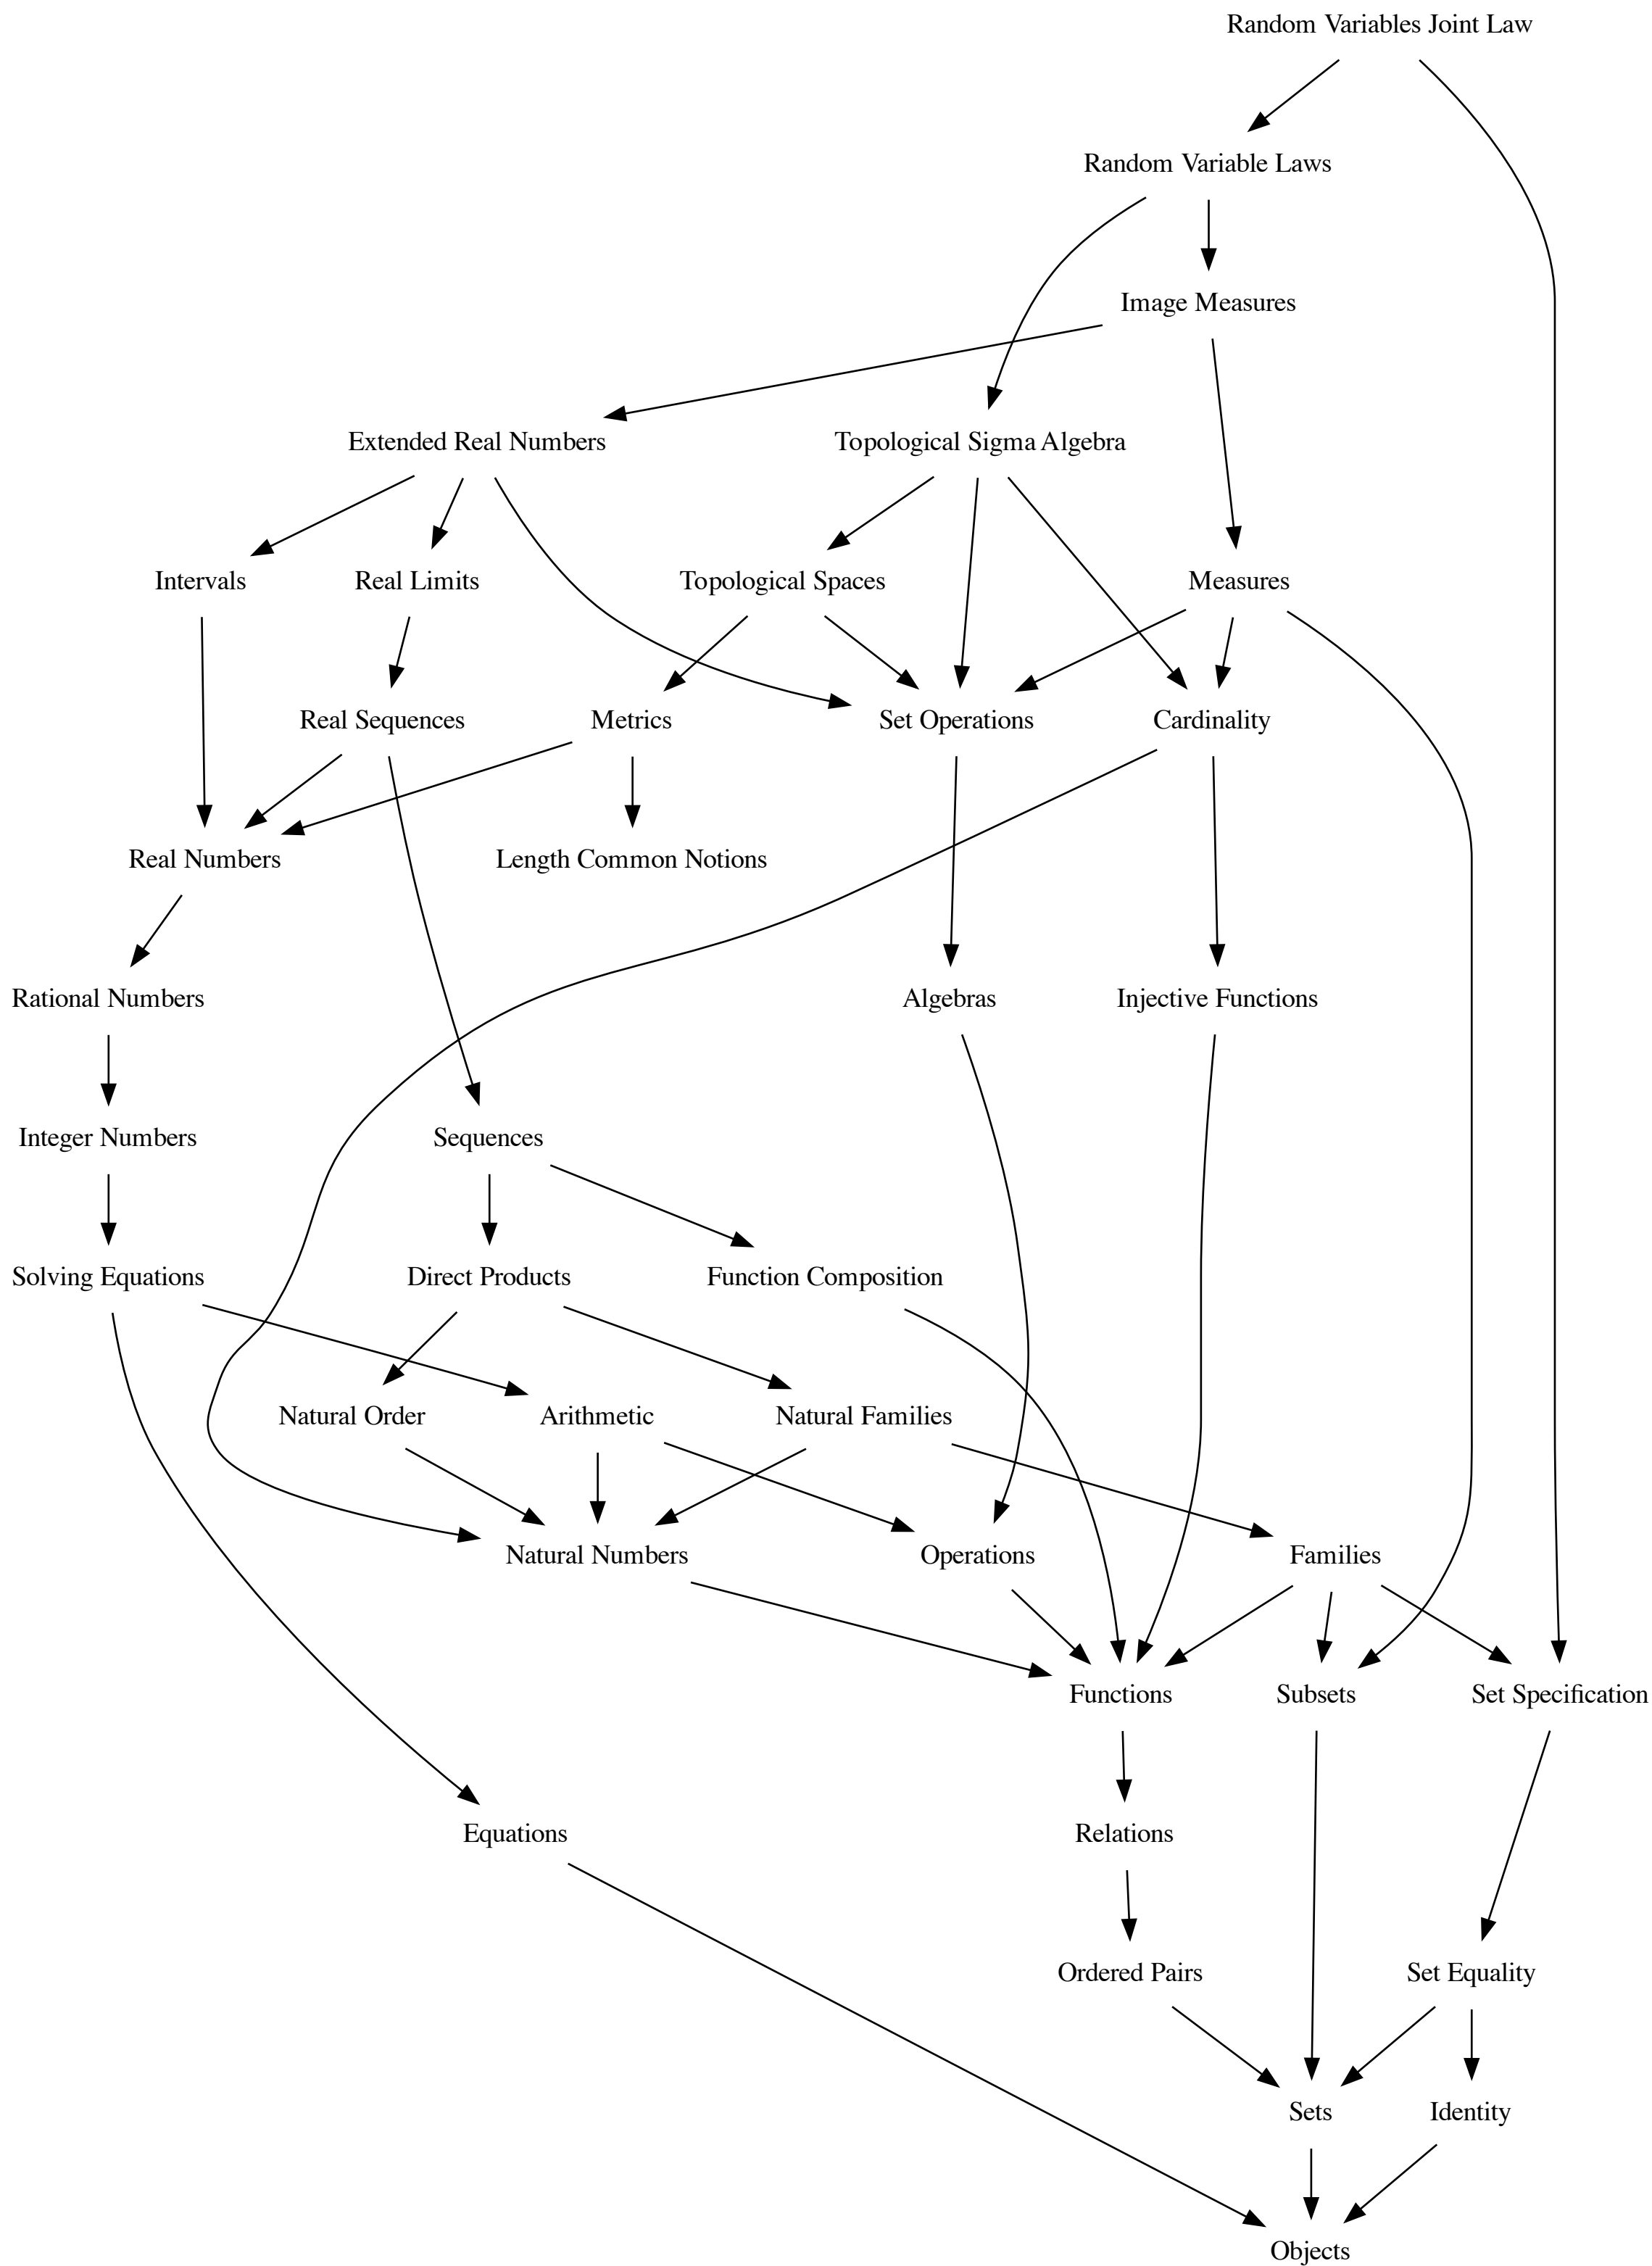 Random Variables Joint Law
Random Variable Laws
Image Measures
Extended Real Numbers
Topological Sigma Algebra
Intervals
Real Limits
Topological Spaces
Measures
Real Sequences
Metrics
Set Operations
Cardinality
Real Numbers
Length Common Notions
Rational Numbers
Algebras
Injective Functions
Integer Numbers
Sequences
Solving Equations
Direct Products
Function Composition
Natural Order
Arithmetic
Natural Families
Natural Numbers
Operations
Families
Functions
Subsets
Set Specification
Equations
Relations
Ordered Pairs
Set Equality
Sets
Identity
Objects